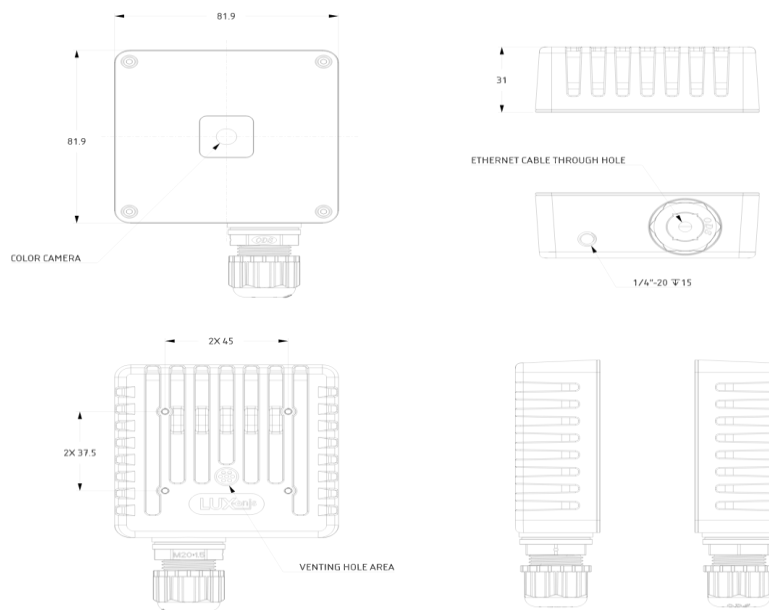 81.9
31
81.9
ETHERNET CABLE THROUGH HOLE
COLOR CAMERA
1/4"-20 ↧15
2X 45
2X 37.5
LUXonis
M20*1.5
VENTING HOLE AREA